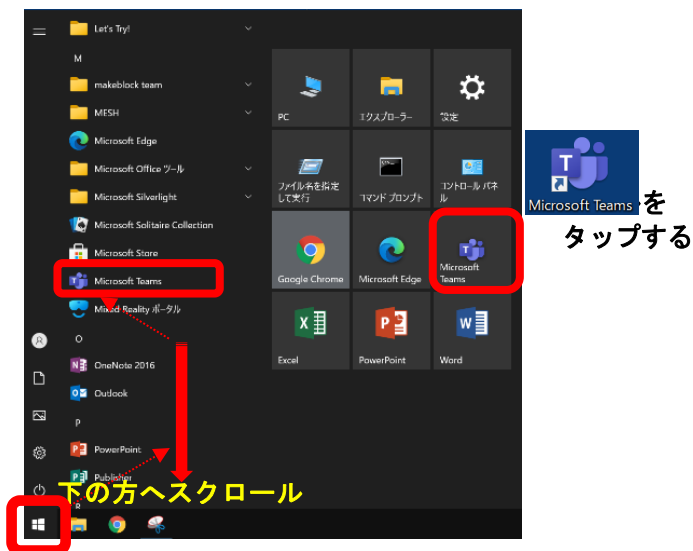 Let's Try!
M
makeblock team
MESH
Microsoft Edge
Microsoft Office ツール
Microsoft Silverlight
Microsoft Solitaire Collection
Microsoft Store
Microsoft Teams
Mixed Reality ポータル
O
OneNote 2016
Outlook
P
PowerPoint
Publisher
R
下の方へスクロール
PC
エクスプローラー
設定
ファイル名を指定
して実行
コマンド プロンプト
コントロール パネ
ル
Google Chrome
Microsoft Edge
Microsoft
Teams
Excel
PowerPoint
Word
Microsoft Teams
を
タップする